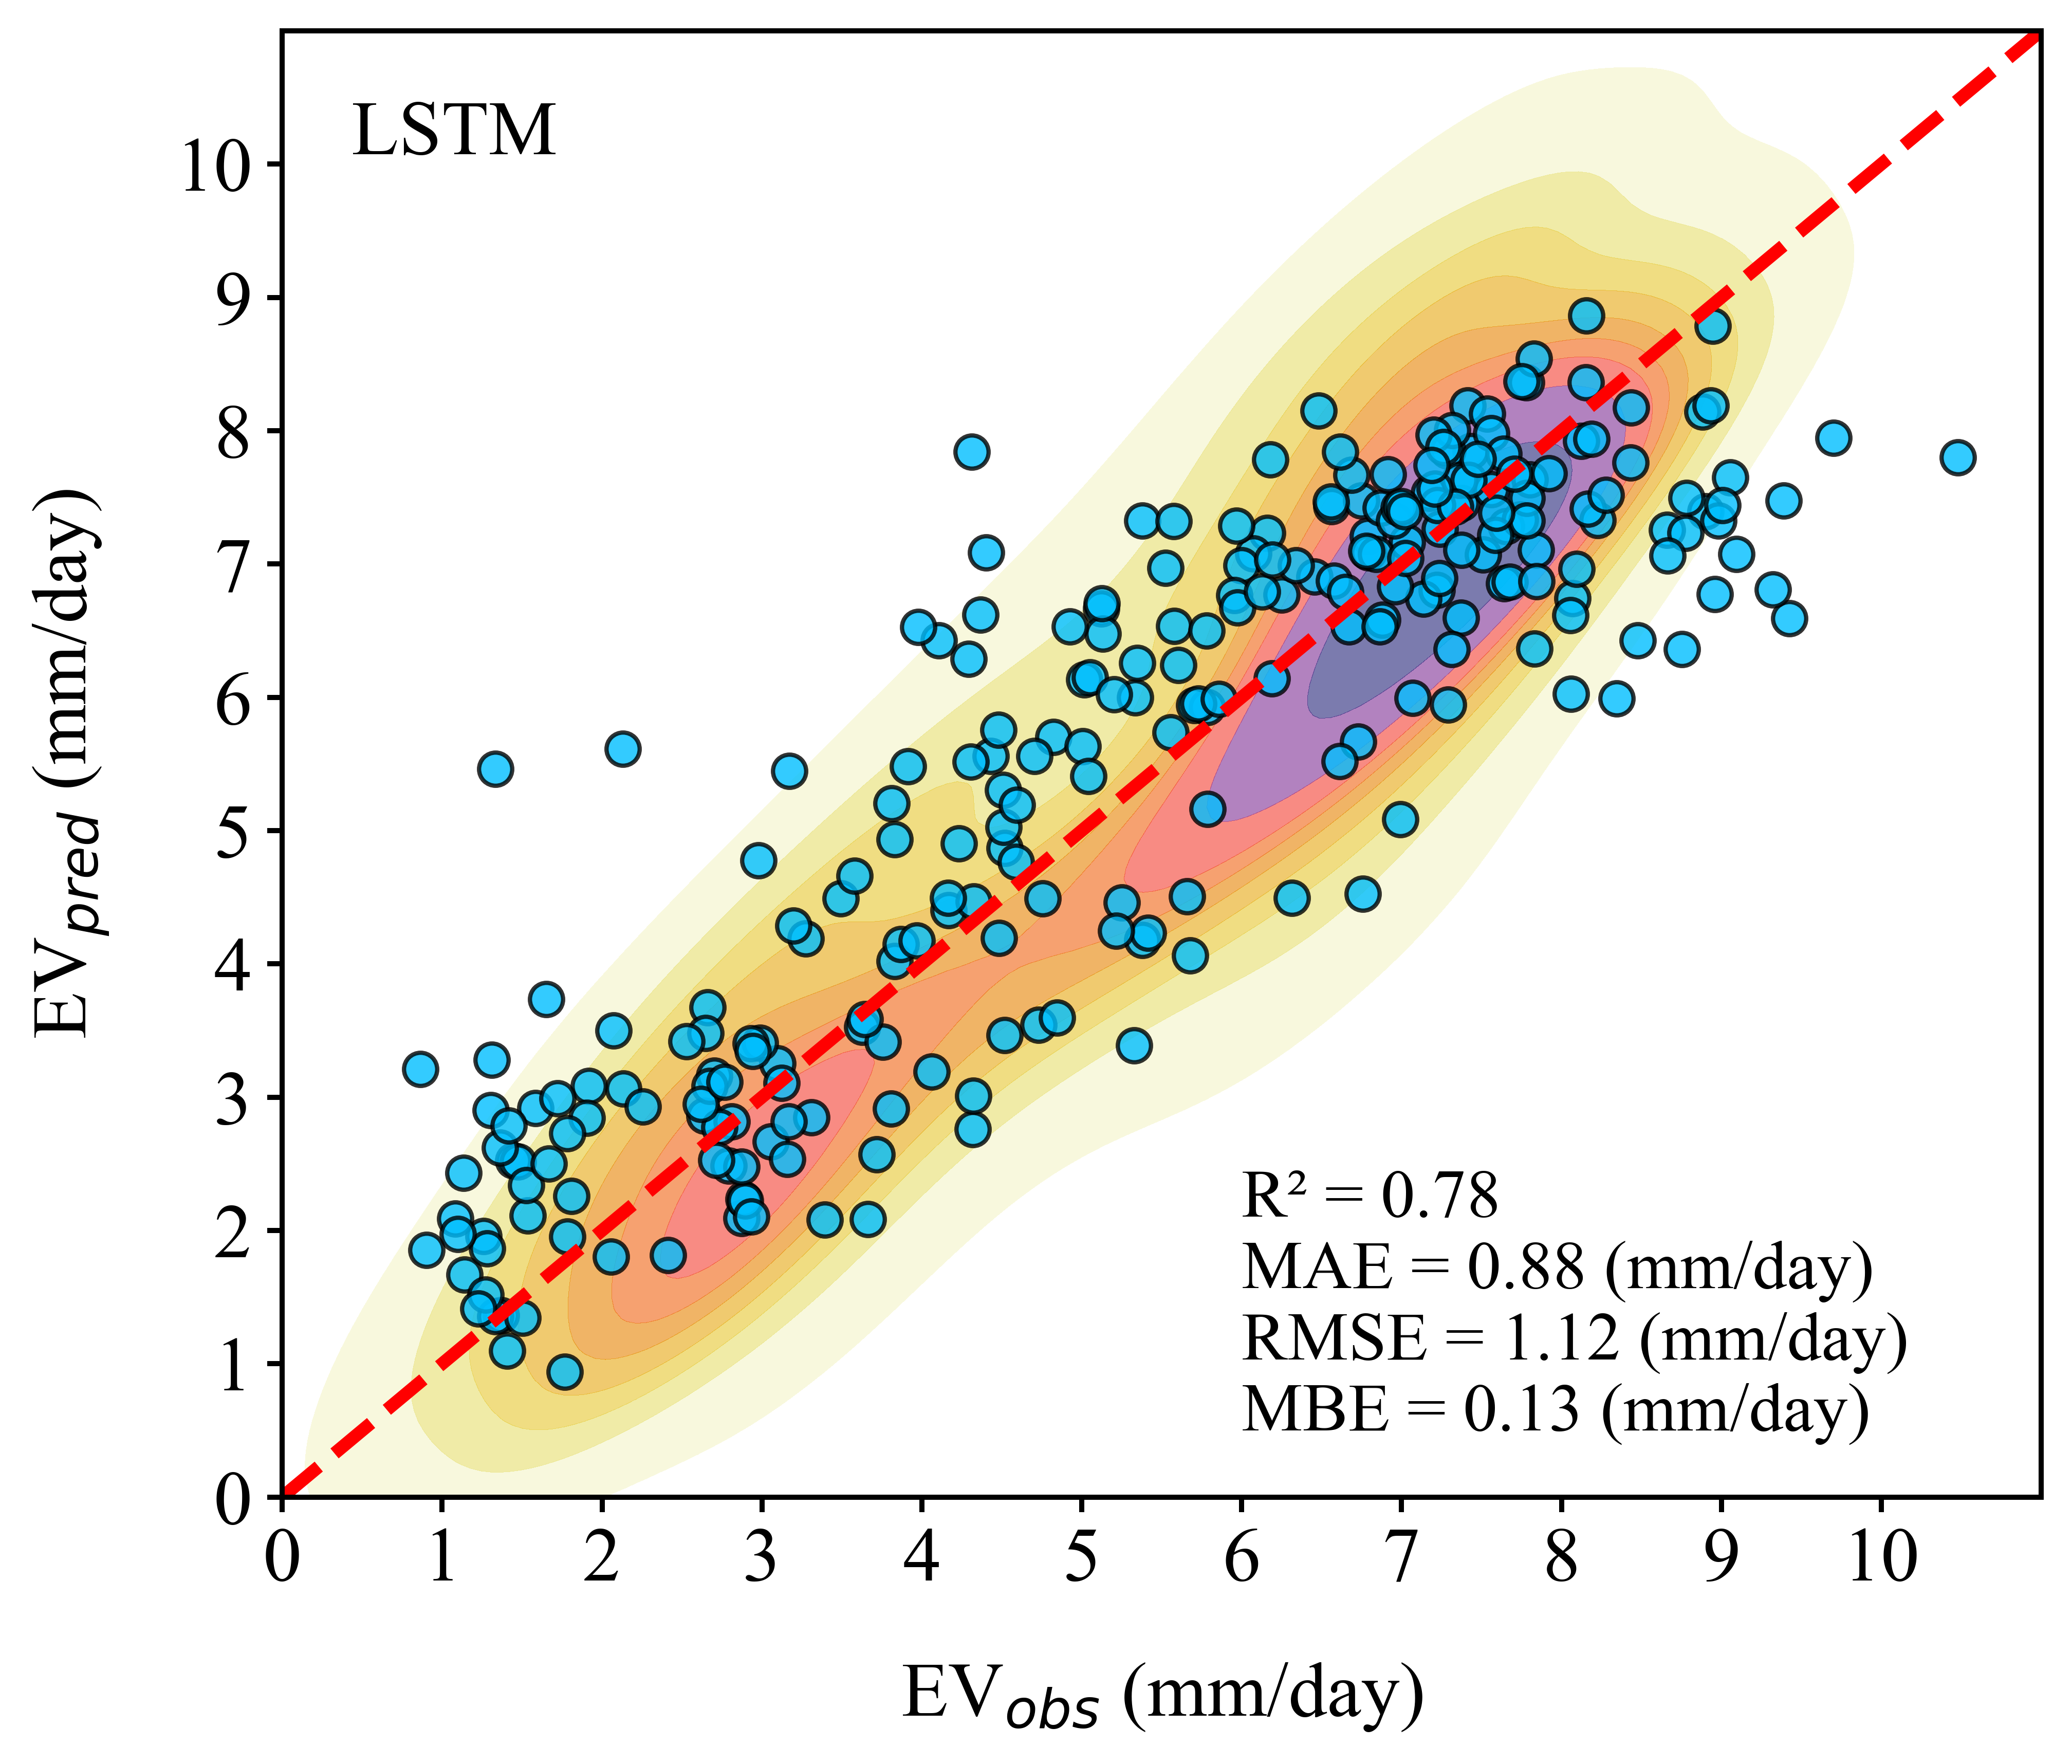 LSTM
10
9
8
7
6
5
4
3
2
1
0
EV_pred (mm/day)
R² = 0.78
MAE = 0.88 (mm/day)
RMSE = 1.12 (mm/day)
MBE = 0.13 (mm/day)
0 1 2 3 4 5 6 7 8 9 10
EV_obs (mm/day)